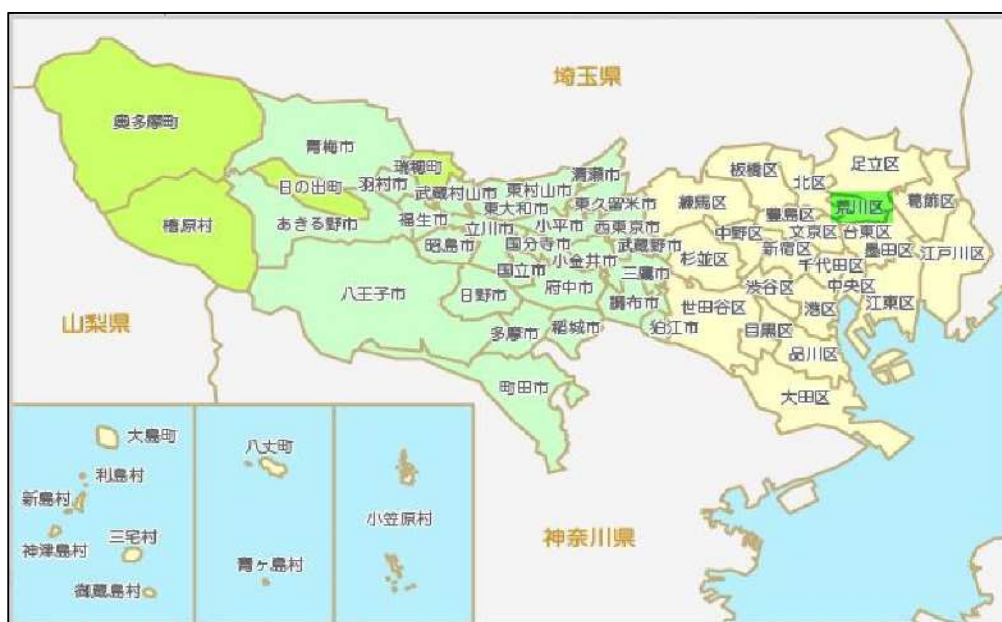 埼玉県
奥多摩町
青梅市
瑞穂町
清瀬市
板橋区
足立区
北区
日の出町
羽村市
武蔵村山市
東村山市
東久留米市
練馬区
豊島区
荒川区
葛飾区
檜原村
あきる野市
福生市
東大和市
立川市
小平市
西東京市
中野区
文京区
台東区
昭島市
国分寺市
武蔵野市
杉並区
新宿区
墨田区
江戸川区
国立市
小金井市
三鷹市
千代田区
八王子市
日野市
府中市
調布市
渋谷区
中央区
世田谷区
港区
江東区
山梨県
多摩市
稲城市
狛江市
目黒区
品川区
町田市
大田区
大島町
八丈町
利島村
新島村
小笠原村
三宅村
神津島村
神奈川県
青ヶ島村
御蔵島村